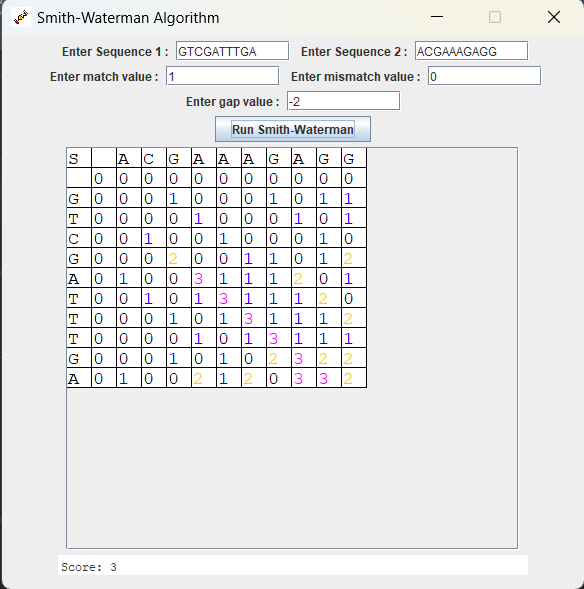 Smith-Waterman Algorithm
Enter Sequence 1 : GTCGATTTGA Enter Sequence 2 : ACGAAAGAGG
Enter match value : 1 Enter mismatch value : 0
Enter gap value : -2
Run Smith-Waterman
S A C G A A A G A G G
0 0 0 0 0 0 0 0 0 0 0
G 0 0 0 1 0 0 0 1 0 1 1
T 0 0 0 0 1 0 0 0 1 0 1
C 0 0 1 0 0 1 0 0 0 1 0
G 0 0 0 2 0 0 1 1 0 1 2
A 0 1 0 0 3 1 1 1 2 0 1
T 0 0 1 0 1 3 1 1 1 2 0
T 0 0 0 1 0 1 3 1 1 1 2
T 0 0 0 0 1 0 1 3 1 1 1
G 0 0 0 1 0 1 0 2 3 2 2
A 0 1 0 0 2 1 2 0 3 3 2
Score: 3